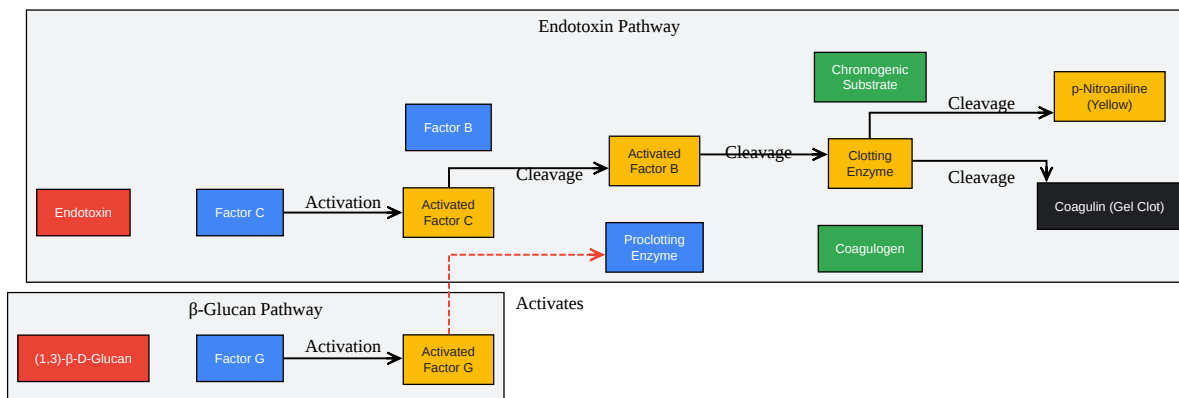 Endotoxin Pathway
Chromogenic
Substrate
p-Nitroaniline
(Yellow)
Cleavage
Factor B
Activated
Factor B
Cleavage
Clotting
Enzyme
Cleavage
Cleavage
Endotoxin
Factor C
Activation
Activated
Factor C
Coagulin (Gel Clot)
Proclotting
Enzyme
Coagulogen
β-Glucan Pathway
Activates
(1,3)-β-D-Glucan
Factor G
Activation
Activated
Factor G